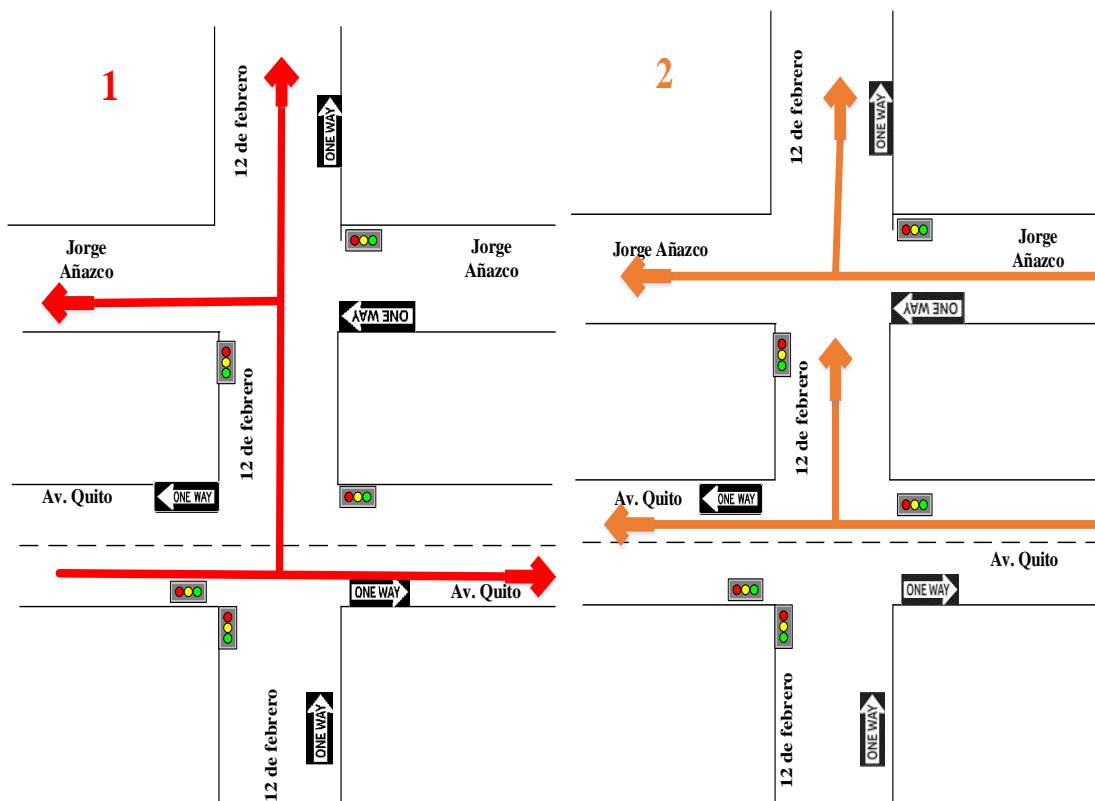 1
12 de febrero
ONE WAY
Jorge
Añazco
Jorge
Añazco
ONE WAY
12 de febrero
Av. Quito
ONE WAY
ONE WAY
Av. Quito
12 de febrero
ONE WAY
2
12 de febrero
ONE WAY
Jorge Añazco
Jorge
Añazco
ONE WAY
12 de febrero
Av. Quito
ONE WAY
Av. Quito
ONE WAY
12 de febrero
ONE WAY